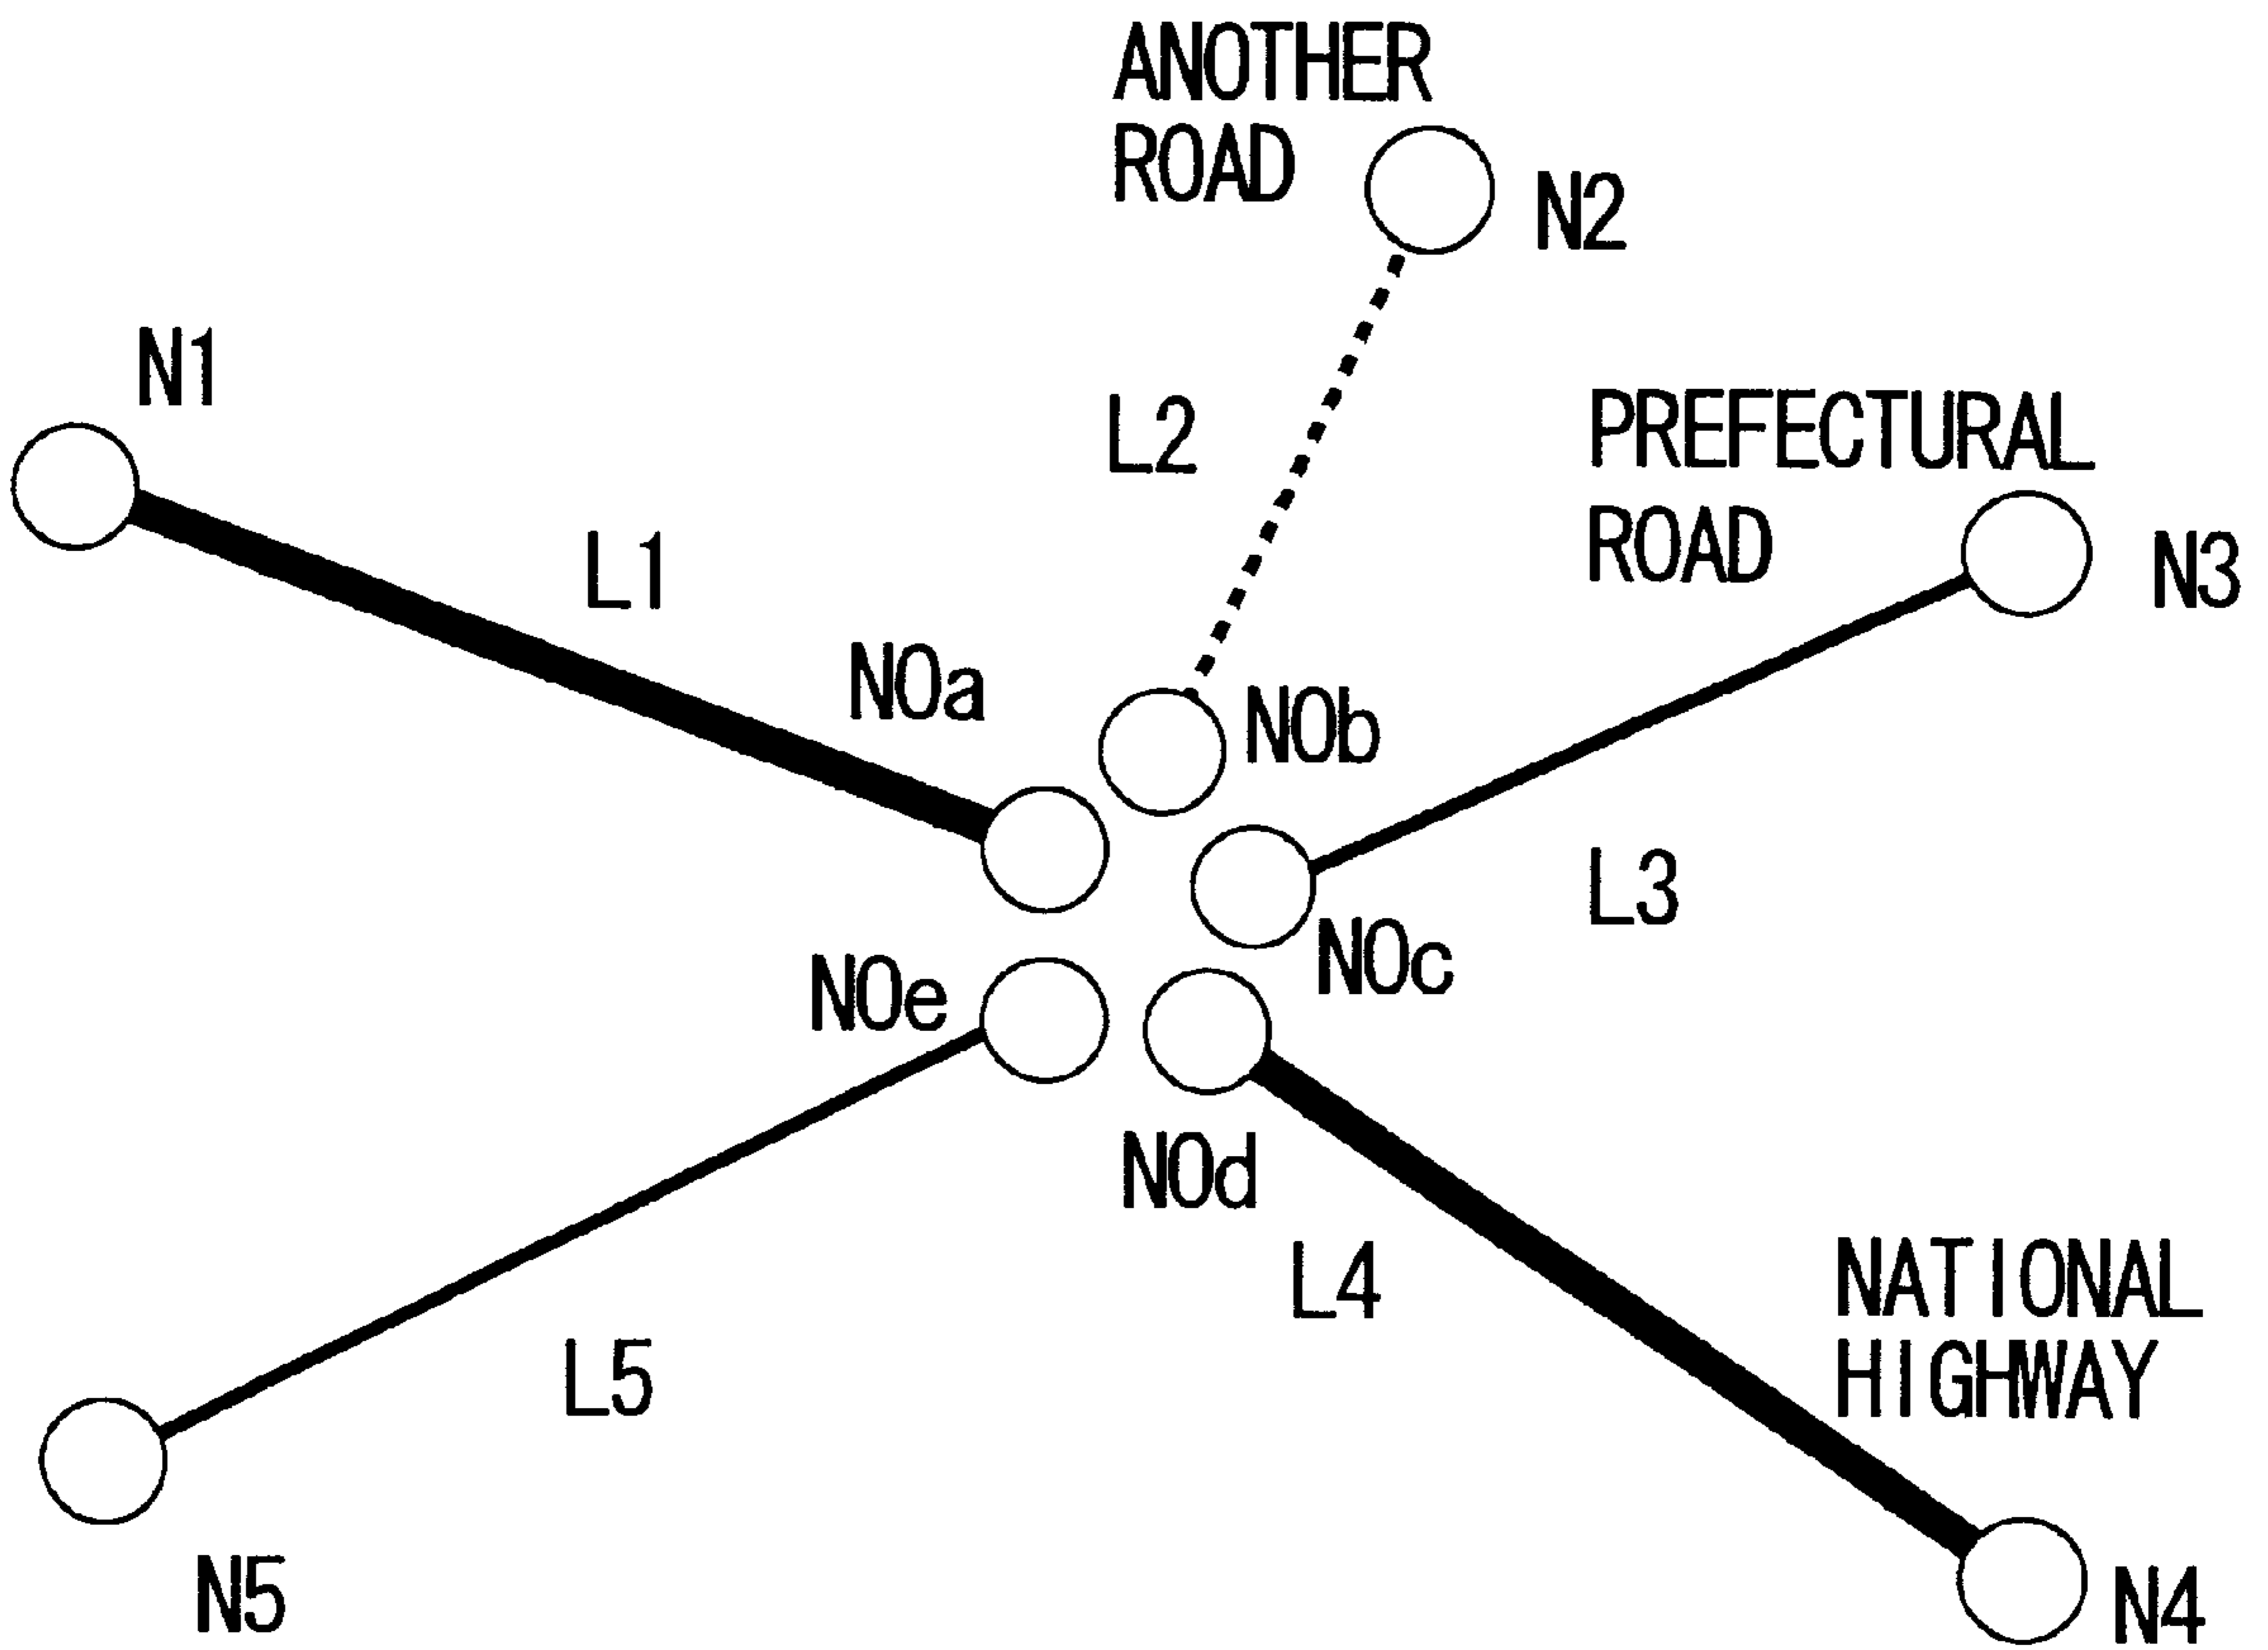 ANOTHER
ROAD
N2
N1
L2
PREFECTURAL
ROAD
N3
L1
N0a
N0b
L3
N0c
N0e
N0d
L4
NATIONAL
HIGHWAY
L5
N5
N4